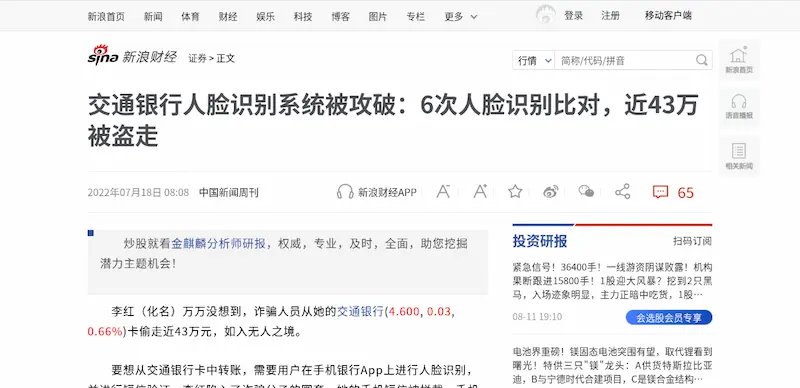 新浪首页 新闻 体育 财经 娱乐 科技 博客 图片 专栏 更多 登录 注册 移动客户端
sina 新浪财经 证券 > 正文 行情 简称/代码/拼音
新浪首页
语音播报
相关新闻
交通银行人脸识别系统被攻破：6次人脸识别比对，近43万
被盗走
2022年07月18日 08:08 中国新闻周刊 新浪财经APP A- A+ 65
炒股就看金麒麟分析师研报，权威，专业，及时，全面，助您挖掘
潜力主题机会！
李红（化名）万万没想到，诈骗人员从她的交通银行(4.600, 0.03,
0.66%)卡偷走近43万元，如入无人之境。
要想从交通银行卡中转账，需要用户在手机银行App上进行人脸识别，
投资研报 扫码订阅
紧急信号！36400手！一线游资阴谋败露！机构
果断跟进15800手！1股迎大风暴？挖到2只黑
马，入场迹象明显，主力正暗中吃货，1股…
08-11 19:10 会选股会员专享
电池界重磅！镁固态电池突围有望，取代锂看到
曙光！特供三只"镁"龙头：A供货特斯拉比亚
迪，B与宁德时代合建项目，C是镁合金结构…